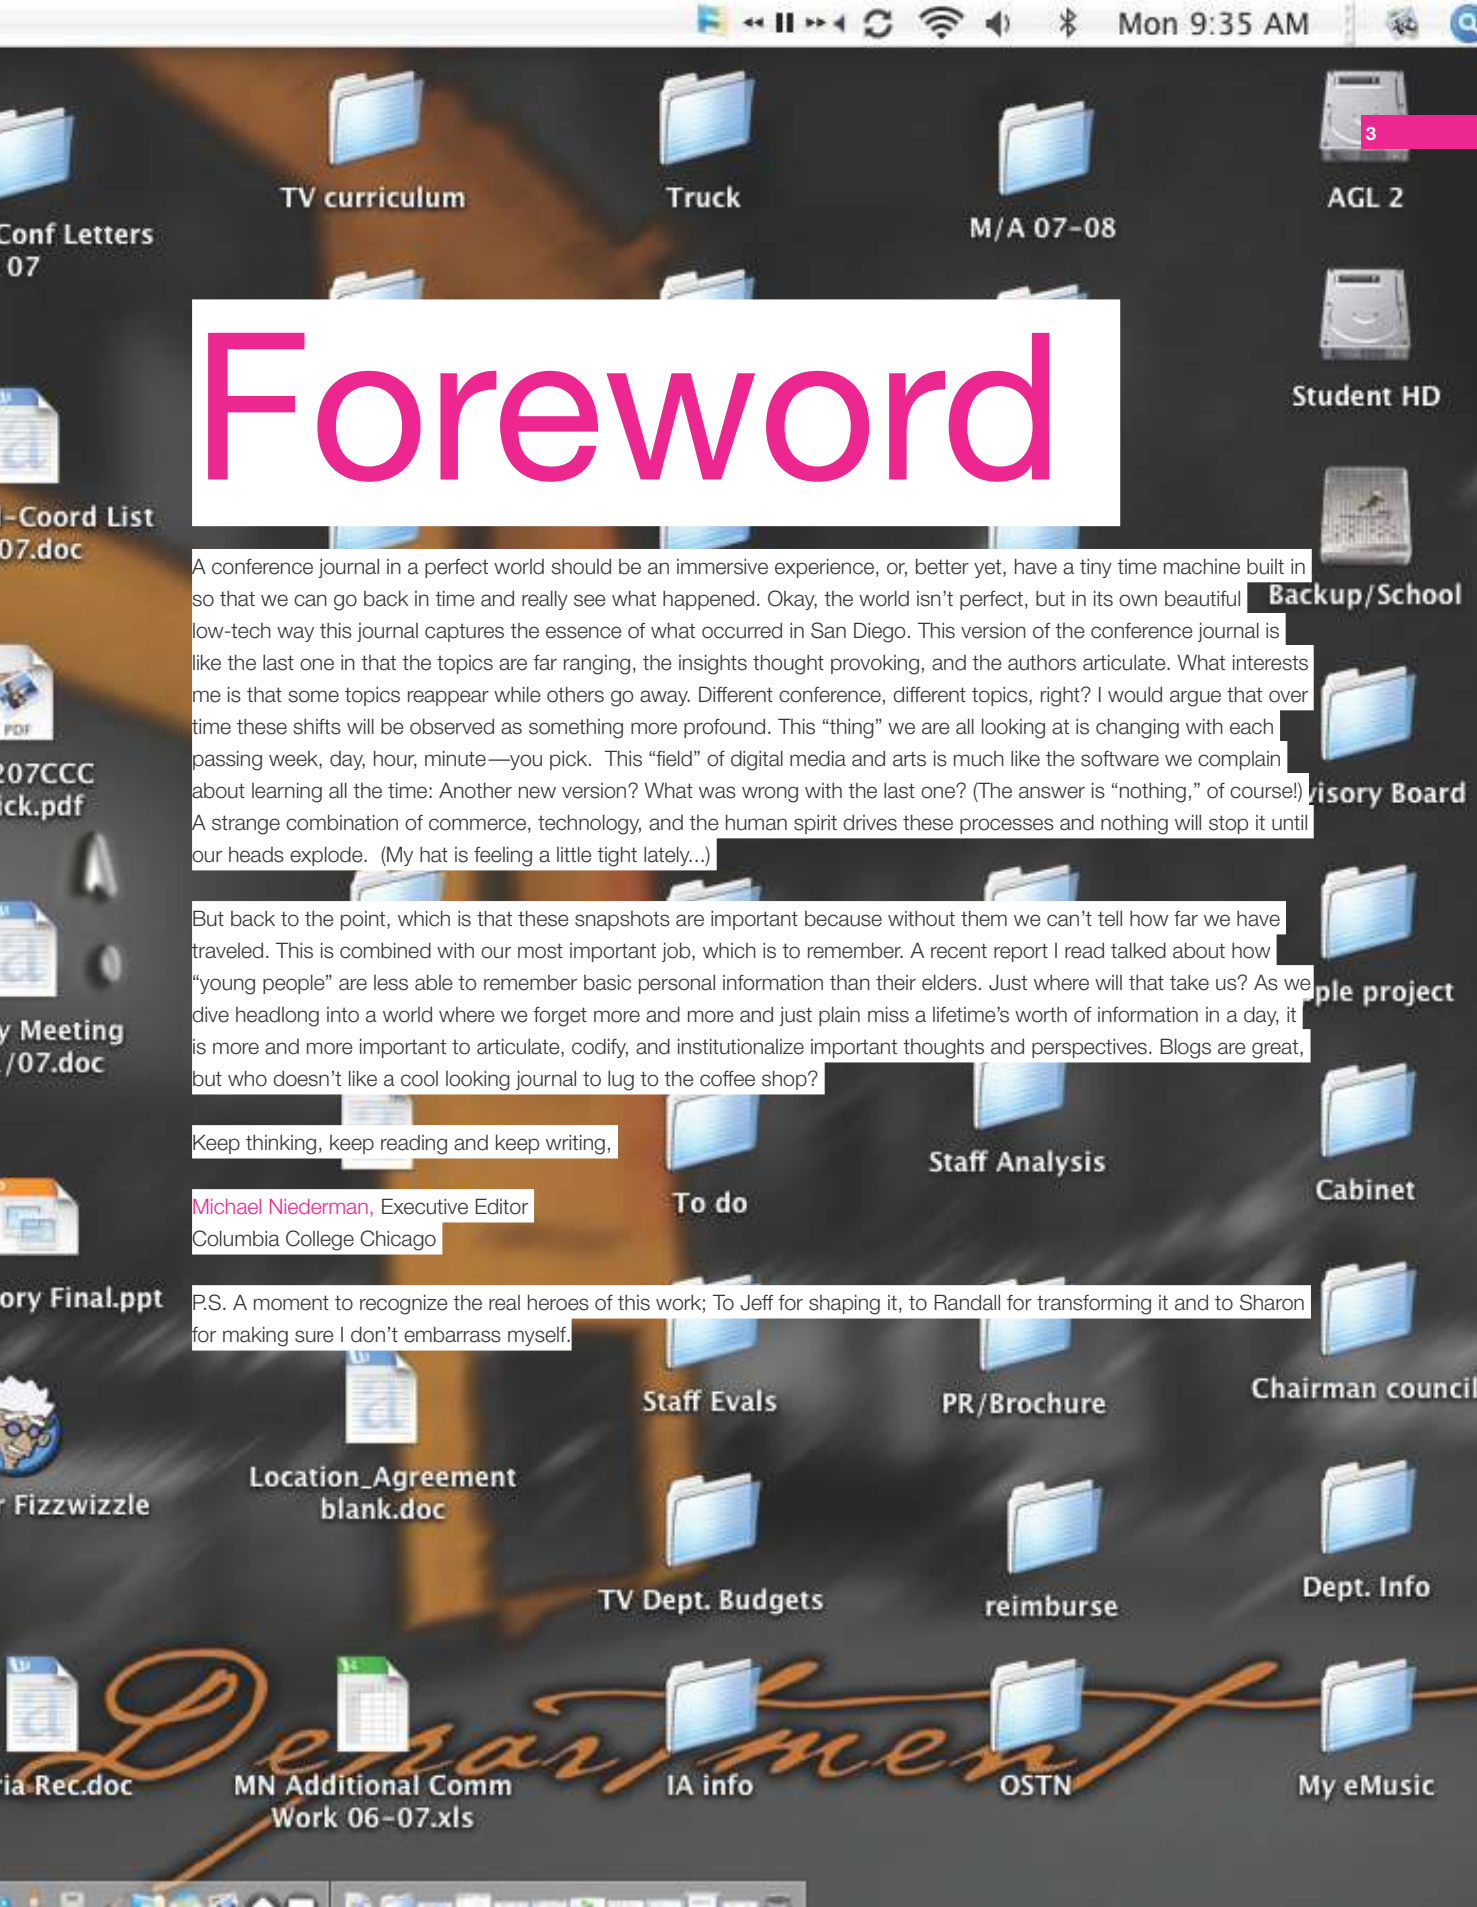 Mon 9:35 AM
3
TV curriculum
Truck
M/A 07-08
AGL 2
Conf Letters
07
Student HD
Foreword
-Coord List
07.doc
Backup/School
A conference journal in a perfect world should be an immersive experience, or, better yet, have a tiny time machine built in
so that we can go back in time and really see what happened. Okay, the world isn't perfect, but in its own beautiful
low-tech way this journal captures the essence of what occurred in San Diego. This version of the conference journal is
like the last one in that the topics are far ranging, the insights thought provoking, and the authors articulate. What interests
me is that some topics reappear while others go away. Different conference, different topics, right? I would argue that over
time these shifts will be observed as something more profound. This “thing” we are all looking at is changing with each
passing week, day, hour, minute—you pick.  This “field” of digital media and arts is much like the software we complain
about learning all the time: Another new version? What was wrong with the last one? (The answer is “nothing,” of course!)
A strange combination of commerce, technology, and the human spirit drives these processes and nothing will stop it until
our heads explode.  (My hat is feeling a little tight lately...)
PDF
207CCC
ick.pdf
visory Board
But back to the point, which is that these snapshots are important because without them we can't tell how far we have
traveled. This is combined with our most important job, which is to remember. A recent report I read talked about how
“young people” are less able to remember basic personal information than their elders. Just where will that take us? As we
dive headlong into a world where we forget more and more and just plain miss a lifetime's worth of information in a day, it
is more and more important to articulate, codify, and institutionalize important thoughts and perspectives. Blogs are great,
but who doesn't like a cool looking journal to lug to the coffee shop?
ple project
y Meeting
/07.doc
Keep thinking, keep reading and keep writing,
Staff Analysis
To do
Cabinet
Michael Niederman, Executive Editor
Columbia College Chicago
ory Final.ppt
P.S. A moment to recognize the real heroes of this work; To Jeff for shaping it, to Randall for transforming it and to Sharon
for making sure I don't embarrass myself.
Staff Evals
PR/Brochure
Chairman council
r Fizzwizzle
Location_Agreement
blank.doc
TV Dept. Budgets
reimburse
Dept. Info
Department
ria Rec.doc
MN Additional Comm
Work 06-07.xls
IA info
OSTN
My eMusic